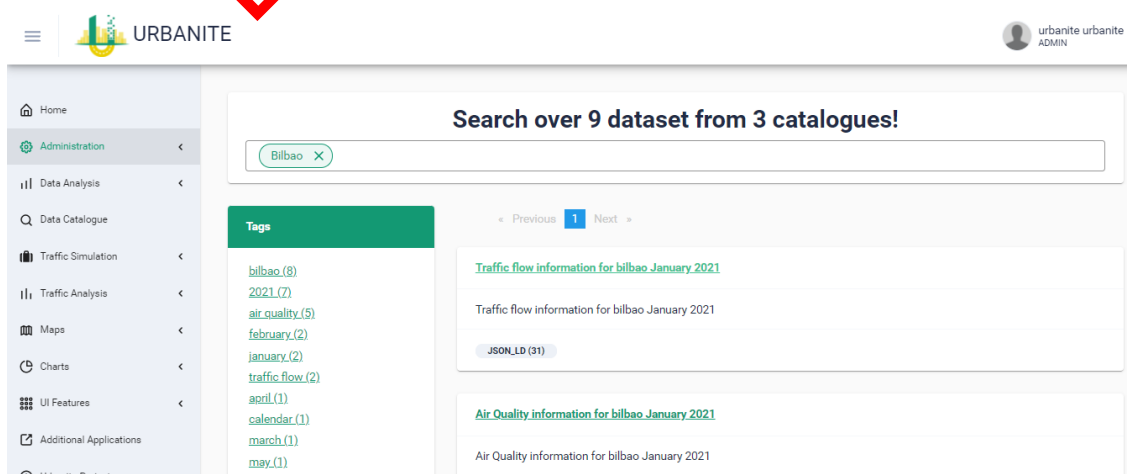 URBANITE
urbanite urbanite
ADMIN
Home
Administration
Data Analysis
Data Catalogue
Traffic Simulation
Traffic Analysis
Maps
Charts
UI Features
Additional Applications
Search over 9 dataset from 3 catalogues!
Bilbao
Tags
bilbao (8)
2021 (7)
air quality (5)
february (2)
january (2)
traffic flow (2)
april (1)
calendar (1)
march (1)
may (1)
« Previous 1 Next »
Traffic flow information for bilbao January 2021
Traffic flow information for bilbao January 2021
JSON_LD (31)
Air Quality information for bilbao January 2021
Air Quality information for bilbao January 2021